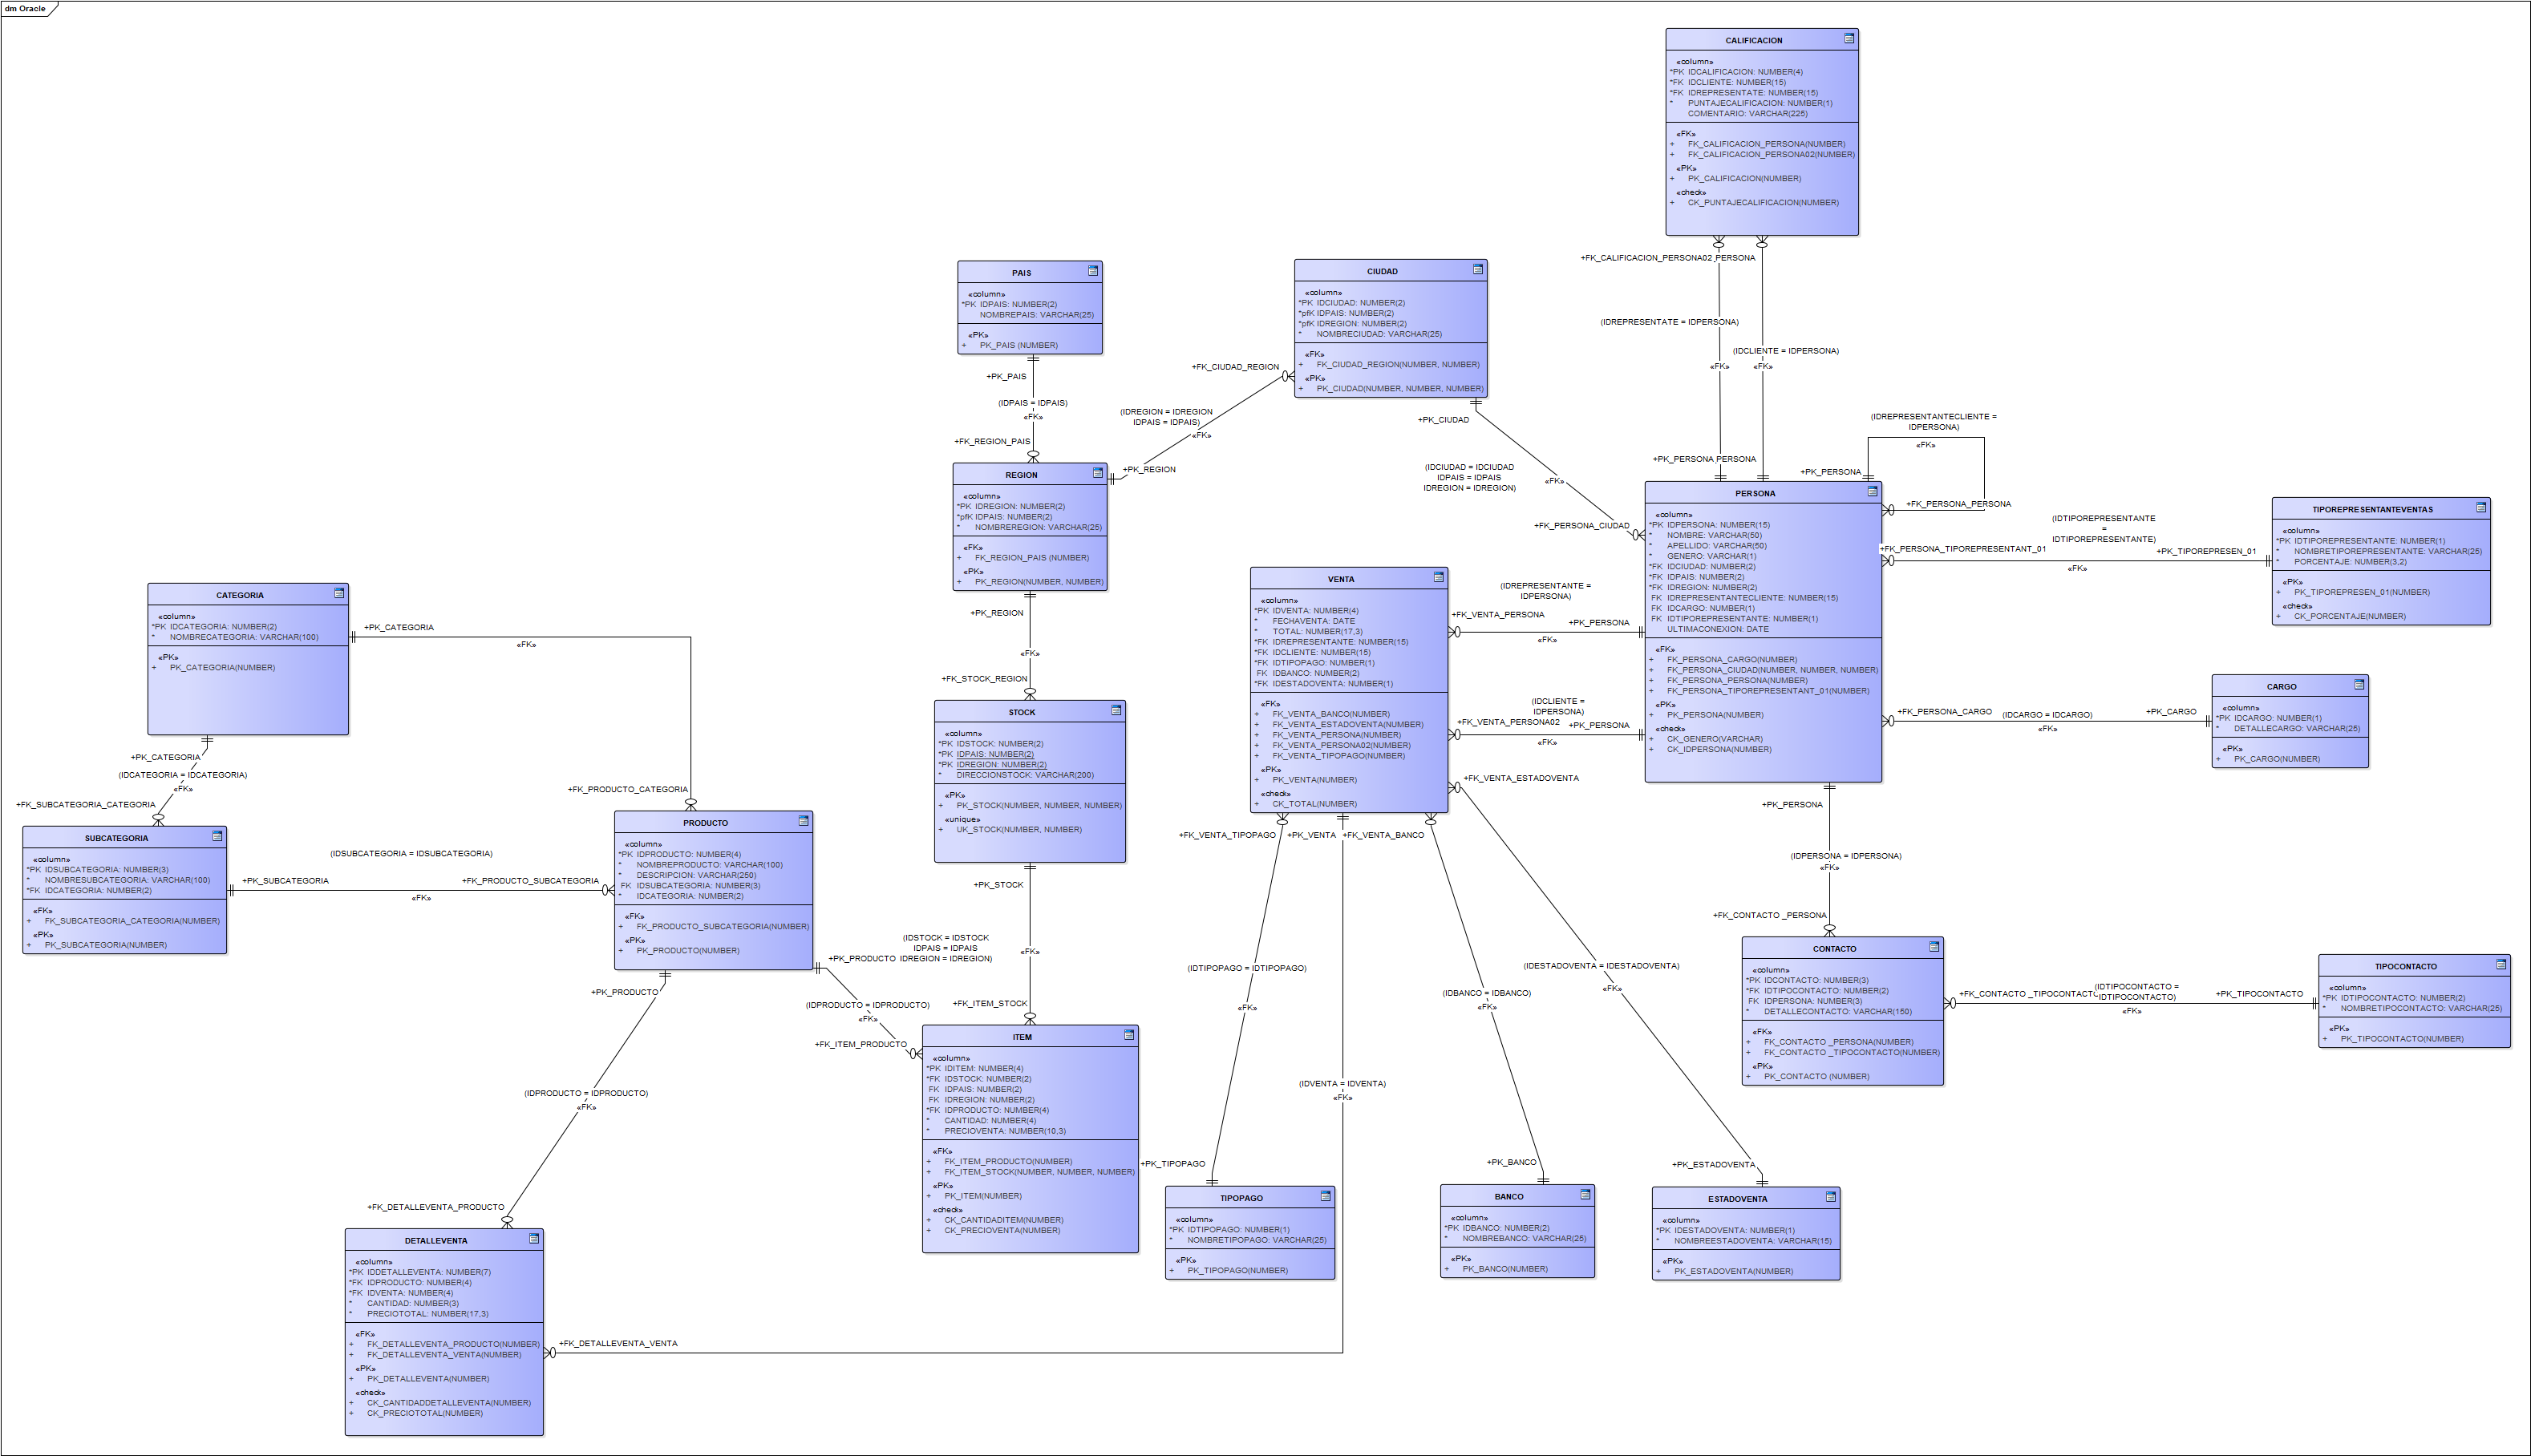 dm Oracle
CALIFICACION
«column»
*PK IDCALIFICACION: NUMBER(4)
*FK IDCLIENTE: NUMBER(15)
*FK IDREPRESENTATE: NUMBER(15)
* PUNTAJECALIFICACION: NUMBER(1)
COMENTARIO: VARCHAR(225)
«FK»
+ FK_CALIFICACION_PERSONA(NUMBER)
+ FK_CALIFICACION_PERSONA02(NUMBER)
«PK»
+ PK_CALIFICACION(NUMBER)
«check»
+ CK_PUNTAJECALIFICACION(NUMBER)
+FK_CALIFICACION_PERSONA02 PERSONA
(IDREPRESENTATE = IDPERSONA)
«FK»
(IDCLIENTE = IDPERSONA)
«FK»
+PK_PERSONA PERSONA
PAIS
«column»
*PK IDPAIS: NUMBER(2)
NOMBREPAIS: VARCHAR(25)
«PK»
+ PK_PAIS (NUMBER)
+PK_PAIS
(IDPAIS = IDPAIS)
«FK»
+FK_REGION_PAIS
CIUDAD
«column»
*PK IDCIUDAD: NUMBER(2)
*pfK IDPAIS: NUMBER(2)
*pfK IDREGION: NUMBER(2)
* NOMBRECIUDAD: VARCHAR(25)
«FK»
+ FK_CIUDAD_REGION(NUMBER, NUMBER)
«PK»
+ PK_CIUDAD(NUMBER, NUMBER, NUMBER)
+FK_CIUDAD_REGION
(IDREGION = IDREGION
IDPAIS = IDPAIS)
«FK»
+PK_REGION
+PK_CIUDAD
(IDCIUDAD = IDCIUDAD
IDPAIS = IDPAIS
IDREGION = IDREGION)
«FK»
+FK_PERSONA_CIUDAD
REGION
«column»
*PK IDREGION: NUMBER(2)
*pfK IDPAIS: NUMBER(2)
* NOMBREREGION: VARCHAR(25)
«FK»
+ FK_REGION_PAIS (NUMBER)
«PK»
+ PK_REGION(NUMBER, NUMBER)
+PK_REGION
«FK»
+FK_STOCK_REGION
(IDREPRESENTANTECLIENTE =
IDPERSONA)
«FK»
+PK_PERSONA
+FK_PERSONA_PERSONA
PERSONA
«column»
*PK IDPERSONA: NUMBER(15)
* NOMBRE: VARCHAR(50)
* APELLIDO: VARCHAR(50)
* GENERO: VARCHAR(1)
*FK IDCIUDAD: NUMBER(2)
*FK IDPAIS: NUMBER(2)
*FK IDREGION: NUMBER(2)
FK IDREPRESENTANTECLIENTE: NUMBER(15)
FK IDCARGO: NUMBER(1)
FK IDTIPOREPRESENTANTE: NUMBER(1)
ULTIMACONEXION: DATE
«FK»
+ FK_PERSONA_CARGO(NUMBER)
+ FK_PERSONA_CIUDAD(NUMBER, NUMBER, NUMBER)
+ FK_PERSONA_PERSONA(NUMBER)
+ FK_PERSONA_TIPOREPRESENTANT_01(NUMBER)
«PK»
+ PK_PERSONA(NUMBER)
«check»
+ CK_GENERO(VARCHAR)
+ CK_IDPERSONA(NUMBER)
(IDTIPOREPRESENTANTE
=
IDTIPOREPRESENTANTE)
+FK_PERSONA_TIPOREPRESENTANT_01
+PK_TIPOREPRESEN_01
«FK»
TIPOREPRESENTANTEVENTAS
«column»
*PK IDTIPOREPRESENTANTE: NUMBER(1)
* NOMBRETIPOREPRESENTANTE: VARCHAR(25)
* PORCENTAJE: NUMBER(3,2)
«PK»
+ PK_TIPOREPRESEN_01(NUMBER)
«check»
+ CK_PORCENTAJE(NUMBER)
+FK_PERSONA_CARGO
(IDCARGO = IDCARGO)
+PK_CARGO
«FK»
CARGO
«column»
*PK IDCARGO: NUMBER(1)
* DETALLECARGO: VARCHAR(25)
«PK»
+ PK_CARGO(NUMBER)
VENTA
«column»
*PK IDVENTA: NUMBER(4)
* FECHAVENTA: DATE
* TOTAL: NUMBER(17,3)
*FK IDREPRESENTANTE: NUMBER(15)
*FK IDCLIENTE: NUMBER(15)
*FK IDTIPOPAGO: NUMBER(1)
FK IDBANCO: NUMBER(2)
*FK IDESTADOVENTA: NUMBER(1)
«FK»
+ FK_VENTA_BANCO(NUMBER)
+ FK_VENTA_ESTADOVENTA(NUMBER)
+ FK_VENTA_PERSONA(NUMBER)
+ FK_VENTA_PERSONA02(NUMBER)
+ FK_VENTA_TIPOPAGO(NUMBER)
«PK»
+ PK_VENTA(NUMBER)
«check»
+ CK_TOTAL(NUMBER)
(IDREPRESENTANTE =
IDPERSONA)
+FK_VENTA_PERSONA
+PK_PERSONA
«FK»
(IDCLIENTE =
IDPERSONA)
+FK_VENTA_PERSONA02
+PK_PERSONA
«FK»
+FK_VENTA_ESTADOVENTA
+FK_VENTA_TIPOPAGO
+PK_VENTA
+FK_VENTA_BANCO
CATEGORIA
«column»
*PK IDCATEGORIA: NUMBER(2)
* NOMBRECATEGORIA: VARCHAR(100)
«PK»
+ PK_CATEGORIA(NUMBER)
+PK_CATEGORIA
«FK»
+FK_PRODUCTO_CATEGORIA
+PK_CATEGORIA
(IDCATEGORIA = IDCATEGORIA)
«FK»
+FK_SUBCATEGORIA_CATEGORIA
SUBCATEGORIA
«column»
*PK IDSUBCATEGORIA: NUMBER(3)
* NOMBRESUBCATEGORIA: VARCHAR(100)
*FK IDCATEGORIA: NUMBER(2)
«FK»
+ FK_SUBCATEGORIA_CATEGORIA(NUMBER)
«PK»
+ PK_SUBCATEGORIA(NUMBER)
(IDSUBCATEGORIA = IDSUBCATEGORIA)
+PK_SUBCATEGORIA
+FK_PRODUCTO_SUBCATEGORIA
«FK»
PRODUCTO
«column»
*PK IDPRODUCTO: NUMBER(4)
* NOMBREPRODUCTO: VARCHAR(100)
* DESCRIPCION: VARCHAR(250)
FK IDSUBCATEGORIA: NUMBER(3)
* IDCATEGORIA: NUMBER(2)
«FK»
+ FK_PRODUCTO_SUBCATEGORIA(NUMBER)
«PK»
+ PK_PRODUCTO(NUMBER)
STOCK
«column»
*PK IDSTOCK: NUMBER(2)
*PK IDPAIS: NUMBER(2)
*PK IDREGION: NUMBER(2)
* DIRECCIONSTOCK: VARCHAR(200)
«PK»
+ PK_STOCK(NUMBER, NUMBER, NUMBER)
«unique»
+ UK_STOCK(NUMBER, NUMBER)
+PK_STOCK
(IDSTOCK = IDSTOCK
IDPAIS = IDPAIS
IDREGION = IDREGION)
«FK»
+FK_ITEM_STOCK
+PK_PRODUCTO
(IDPRODUCTO = IDPRODUCTO)
«FK»
+FK_ITEM_PRODUCTO
ITEM
«column»
*PK IDITEM: NUMBER(4)
*FK IDSTOCK: NUMBER(2)
FK IDPAIS: NUMBER(2)
FK IDREGION: NUMBER(2)
*FK IDPRODUCTO: NUMBER(4)
* CANTIDAD: NUMBER(4)
* PRECIOVENTA: NUMBER(10,3)
«FK»
+ FK_ITEM_PRODUCTO(NUMBER)
+ FK_ITEM_STOCK(NUMBER, NUMBER, NUMBER)
«PK»
+ PK_ITEM(NUMBER)
«check»
+ CK_CANTIDADITEM(NUMBER)
+ CK_PRECIOVENTA(NUMBER)
+PK_PRODUCTO
(IDPRODUCTO = IDPRODUCTO)
«FK»
+FK_DETALLEVENTA_PRODUCTO
DETALLEVENTA
«column»
*PK IDDETALLEVENTA: NUMBER(7)
*FK IDPRODUCTO: NUMBER(4)
*FK IDVENTA: NUMBER(4)
* CANTIDAD: NUMBER(3)
* PRECIOTOTAL: NUMBER(17,3)
«FK»
+ FK_DETALLEVENTA_PRODUCTO(NUMBER)
+ FK_DETALLEVENTA_VENTA(NUMBER)
«PK»
+ PK_DETALLEVENTA(NUMBER)
«check»
+ CK_CANTIDADDETALLEVENTA(NUMBER)
+ CK_PRECIOTOTAL(NUMBER)
+FK_DETALLEVENTA_VENTA
(IDVENTA = IDVENTA)
«FK»
(IDTIPOPAGO = IDTIPOPAGO)
«FK»
+PK_TIPOPAGO
TIPOPAGO
«column»
*PK IDTIPOPAGO: NUMBER(1)
* NOMBRETIPOPAGO: VARCHAR(25)
«PK»
+ PK_TIPOPAGO(NUMBER)
(IDBANCO = IDBANCO)
«FK»
+PK_BANCO
BANCO
«column»
*PK IDBANCO: NUMBER(2)
* NOMBREBANCO: VARCHAR(25)
«PK»
+ PK_BANCO(NUMBER)
(IDESTADOVENTA = IDESTADOVENTA)
«FK»
+PK_ESTADOVENTA
ESTADOVENTA
«column»
*PK IDESTADOVENTA: NUMBER(1)
* NOMBREESTADOVENTA: VARCHAR(15)
«PK»
+ PK_ESTADOVENTA(NUMBER)
+PK_PERSONA
(IDPERSONA = IDPERSONA)
«FK»
+FK_CONTACTO _PERSONA
CONTACTO
«column»
*PK IDCONTACTO: NUMBER(3)
*FK IDTIPOCONTACTO: NUMBER(2)
FK IDPERSONA: NUMBER(3)
* DETALLECONTACTO: VARCHAR(150)
«FK»
+ FK_CONTACTO _PERSONA(NUMBER)
+ FK_CONTACTO _TIPOCONTACTO(NUMBER)
«PK»
+ PK_CONTACTO (NUMBER)
+FK_CONTACTO _TIPOCONTACTO
(IDTIPOCONTACTO =
IDTIPOCONTACTO)
+PK_TIPOCONTACTO
«FK»
TIPOCONTACTO
«column»
*PK IDTIPOCONTACTO: NUMBER(2)
* NOMBRETIPOCONTACTO: VARCHAR(25)
«PK»
+ PK_TIPOCONTACTO(NUMBER)